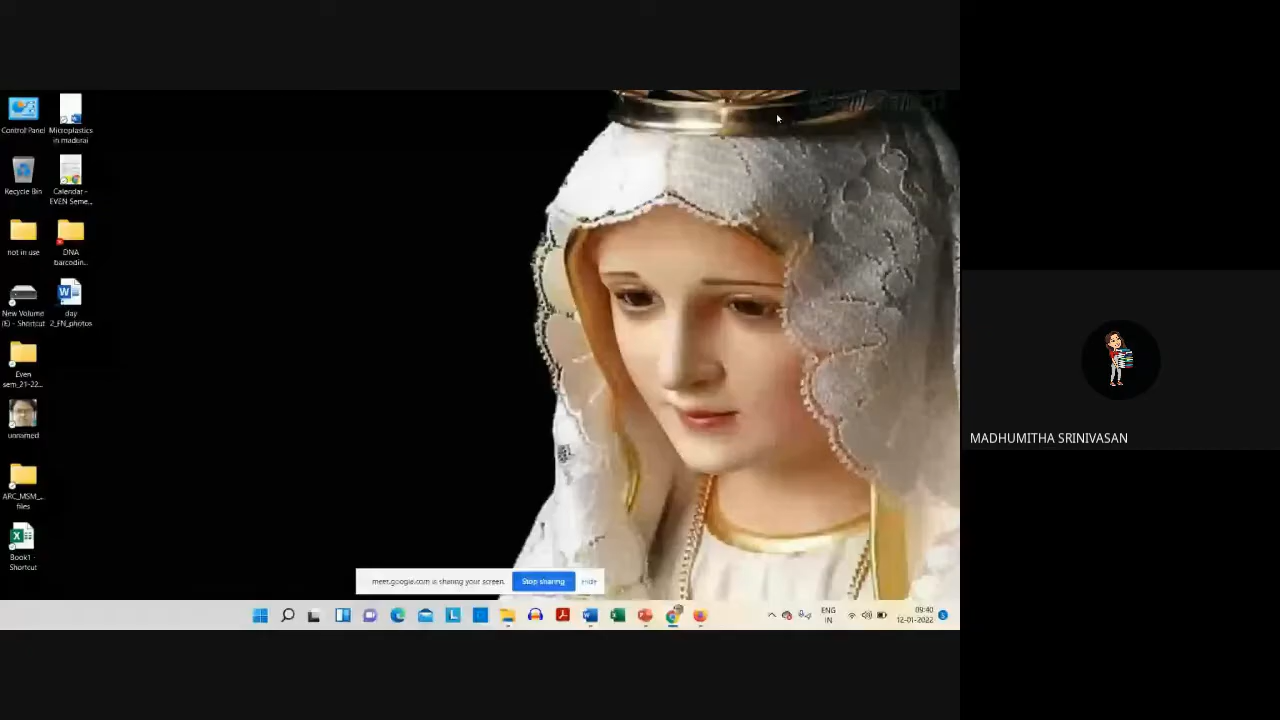 Control Panel
Microplastics
in madurai
Recycle Bin
Calendar -
EVEN Seme...
not in use
DNA
barcodin...
New Volume
(E) - Shortcut
day
2_FN_photos
Even
sem_21-22...
unnamed
ARC_MSM_...
files
Book1 -
Shortcut
meet.google.com is sharing your screen.
Stop sharing
Hide
ENG
IN
09:40
12-01-2022
MADHUMITHA SRINIVASAN